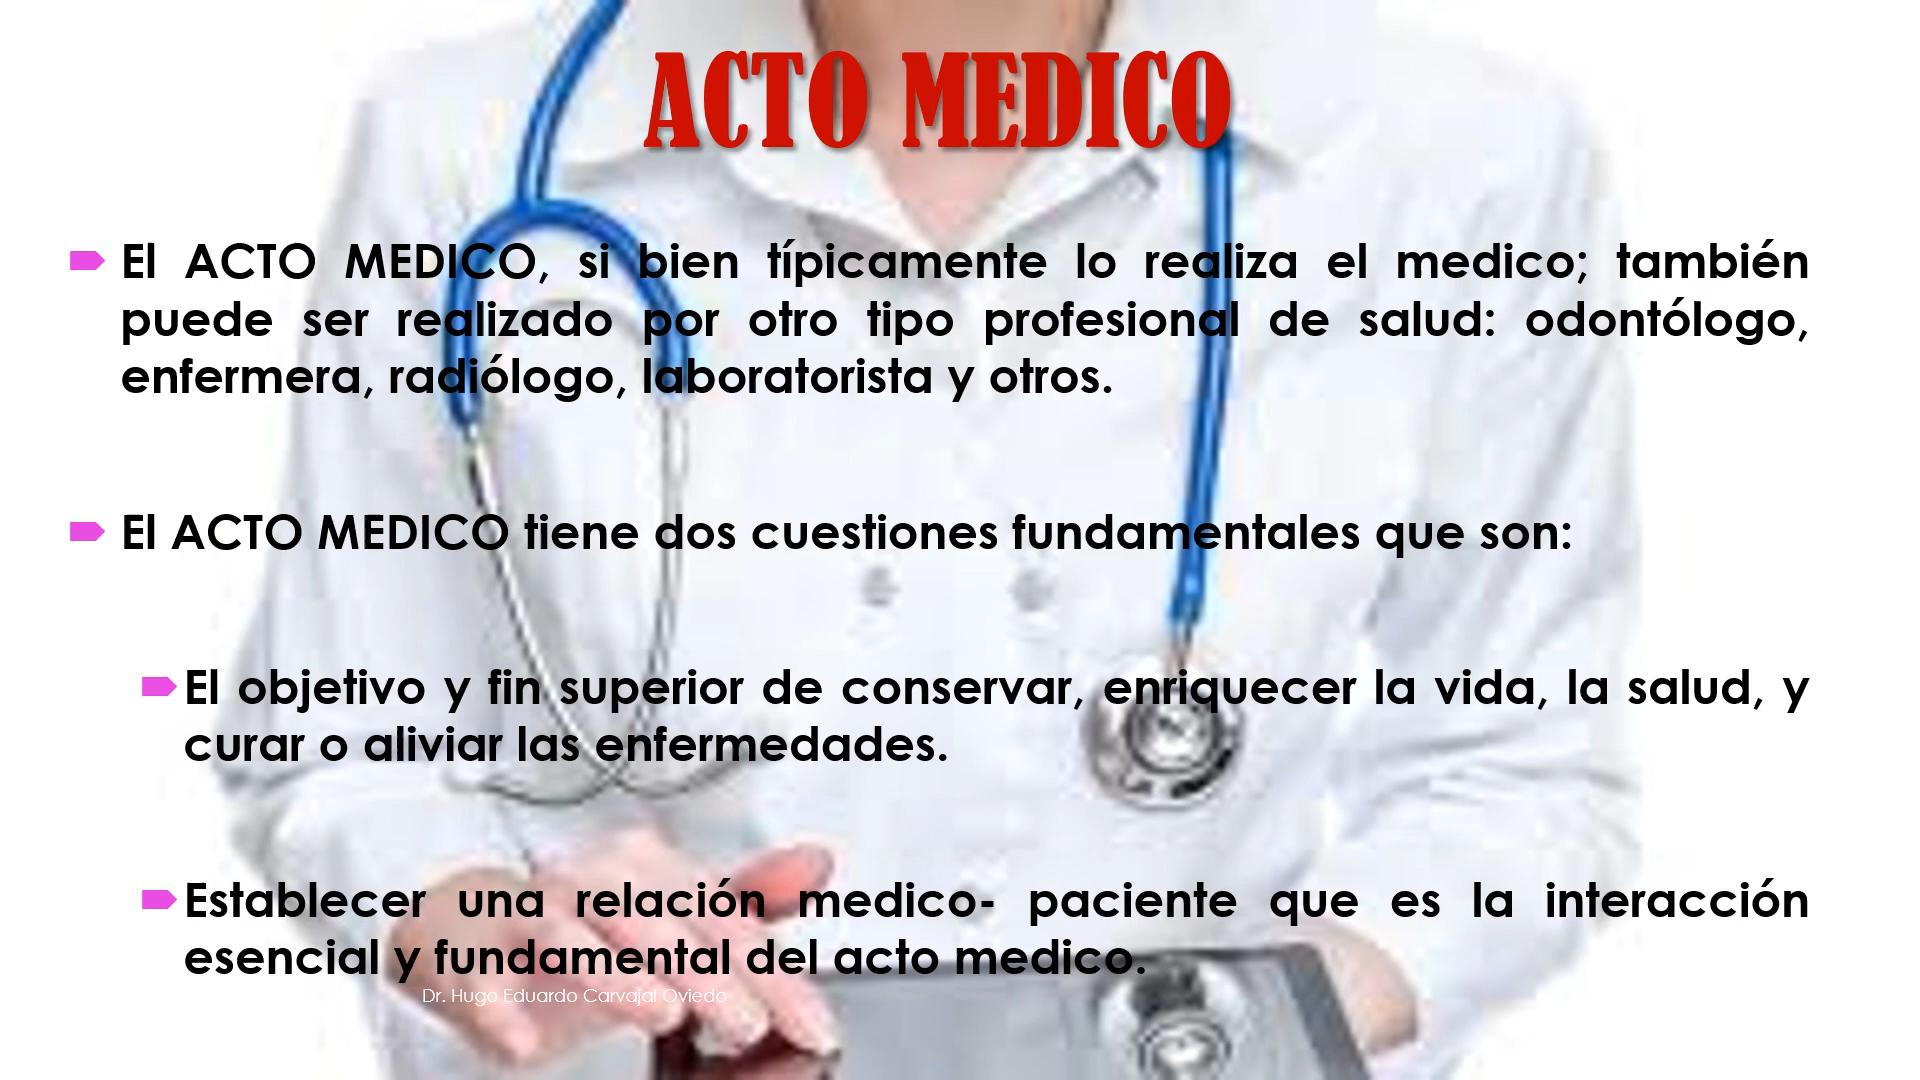 ACTO MEDICO
El ACTO MEDICO, si bien típicamente lo realiza el medico; también
puede ser realizado por otro tipo profesional de salud: odontólogo,
enfermera, radiólogo, laboratorista y otros.
El ACTO MEDICO tiene dos cuestiones fundamentales que son:
El objetivo y fin superior de conservar, enriquecer la vida, la salud, y
curar o aliviar las enfermedades.
Establecer una relación medico- paciente que es la interacción
esencial y fundamental del acto medico.
Dr. Hugo Eduardo Carvajal Oviedo